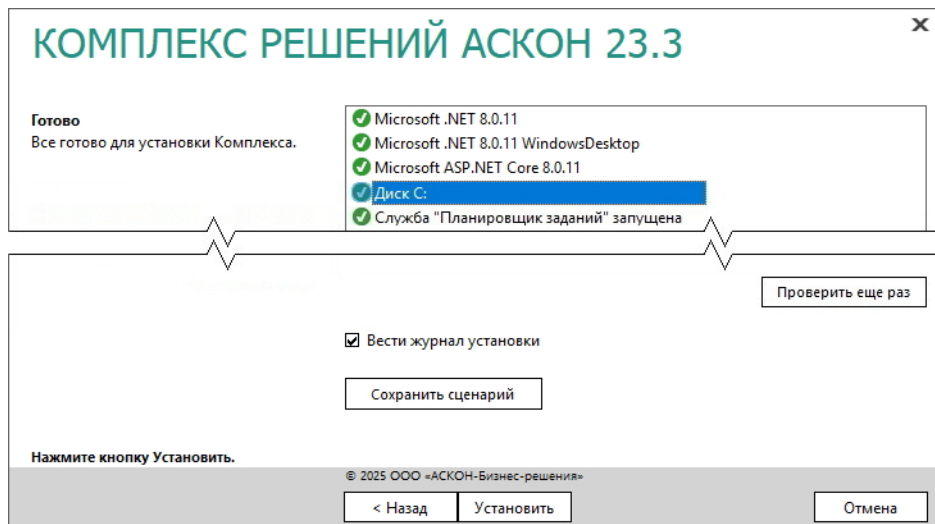 КОМПЛЕКС РЕШЕНИЙ АСКОН 23.3
Готово
Все готово для установки Комплекса.
Microsoft .NET 8.0.11
Microsoft .NET 8.0.11 WindowsDesktop
Microsoft ASP.NET Core 8.0.11
Диск C:
Служба "Планировщик заданий" запущена
Проверить еще раз
Вести журнал установки
Сохранить сценарий
Нажмите кнопку Установить.
© 2025 ООО «АСКОН-Бизнес-решения»
< Назад
Установить
Отмена